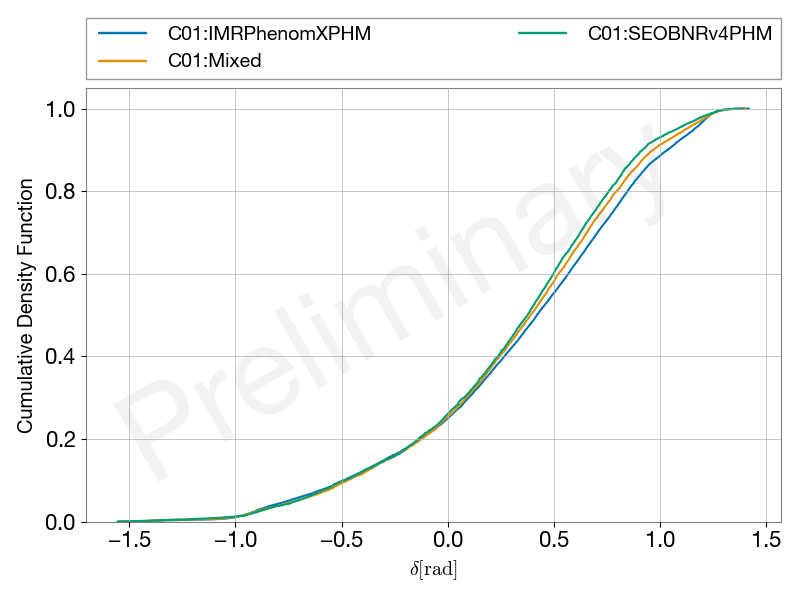 C01:IMRPhenomXPHM
C01:Mixed
C01:SEOBNRv4PHM
Preliminary
Cumulative Density Function
1.0
0.8
0.6
0.4
0.2
0.0
−1.5 −1.0 −0.5 0.0 0.5 1.0 1.5
δ[rad]